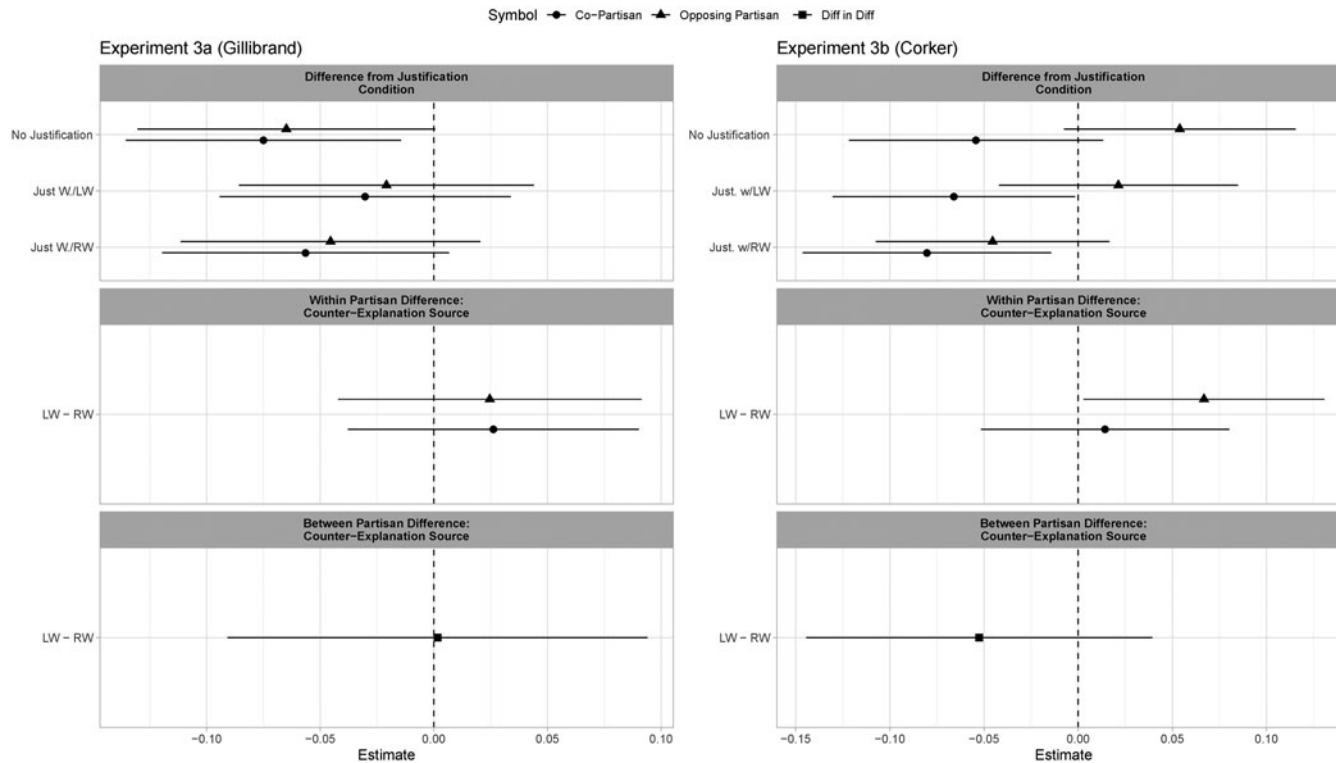 Symbol Co-Partisan Opposing Partisan Diff in Diff
Experiment 3a (Gillibrand)
Difference from Justification
Condition
No Justification
Just W./LW
Just W./RW
Within Partisan Difference:
Counter-Explanation Source
LW − RW
Between Partisan Difference:
Counter-Explanation Source
LW − RW
−0.10 −0.05 0.00 0.05 0.10
Estimate
Experiment 3b (Corker)
Difference from Justification
Condition
No Justification
Just. w/LW
Just. w/RW
Within Partisan Difference:
Counter-Explanation Source
LW − RW
Between Partisan Difference:
Counter-Explanation Source
LW − RW
−0.15 −0.10 −0.05 0.00 0.05 0.10
Estimate